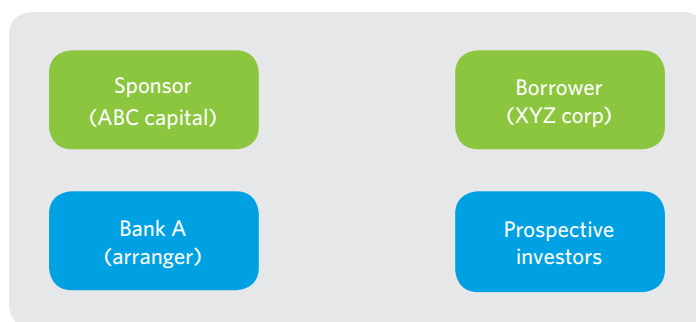 Sponsor
(ABC capital)
Borrower
(XYZ corp)
Bank A
(arranger)
Prospective
investors